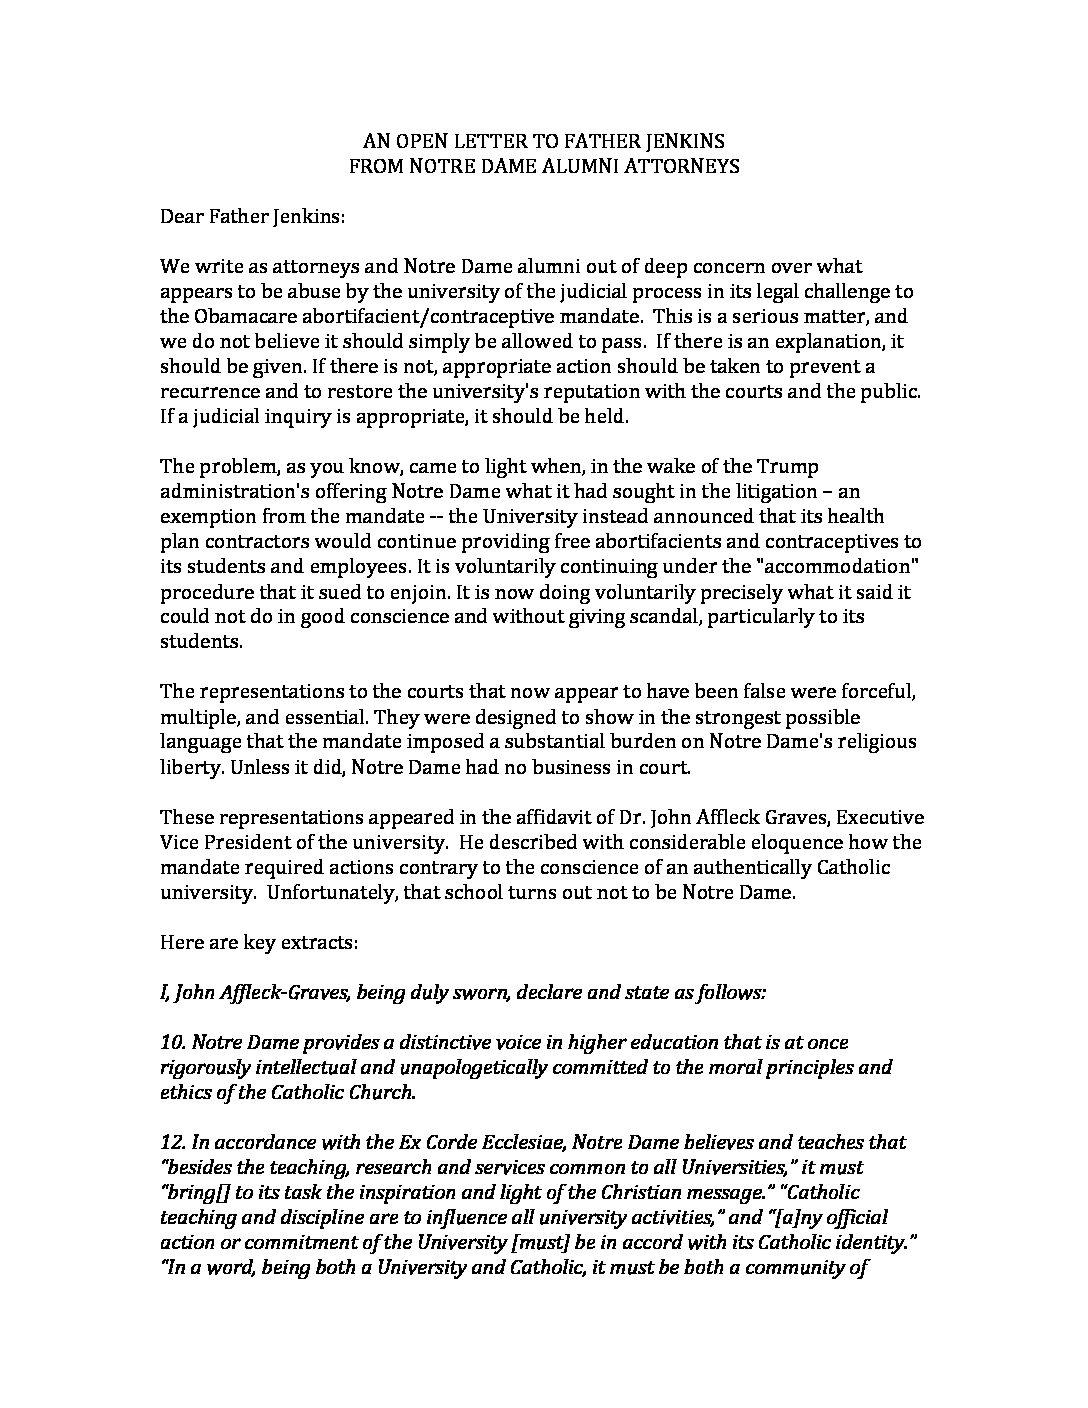 AN OPEN LETTER TO FATHER JENKINS
FROM NOTRE DAME ALUMNI ATTORNEYS
Dear Father Jenkins:
We write as attorneys and Notre Dame alumni out of deep concern over what
appears to be abuse by the university of the judicial process in its legal challenge to
the Obamacare abortifacient/contraceptive mandate.  This is a serious matter, and
we do not believe it should simply be allowed to pass.  If there is an explanation, it
should be given. If there is not, appropriate action should be taken to prevent a
recurrence and to restore the university's reputation with the courts and the public.
If a judicial inquiry is appropriate, it should be held.
The problem, as you know, came to light when, in the wake of the Trump
administration's offering Notre Dame what it had sought in the litigation – an
exemption from the mandate -- the University instead announced that its health
plan contractors would continue providing free abortifacients and contraceptives to
its students and employees. It is voluntarily continuing under the "accommodation"
procedure that it sued to enjoin. It is now doing voluntarily precisely what it said it
could not do in good conscience and without giving scandal, particularly to its
students.
The representations to the courts that now appear to have been false were forceful,
multiple, and essential. They were designed to show in the strongest possible
language that the mandate imposed a substantial burden on Notre Dame's religious
liberty. Unless it did, Notre Dame had no business in court.
These representations appeared in the affidavit of Dr. John Affleck Graves, Executive
Vice President of the university.  He described with considerable eloquence how the
mandate required actions contrary to the conscience of an authentically Catholic
university.  Unfortunately, that school turns out not to be Notre Dame.
Here are key extracts:
I, John Affleck-Graves, being duly sworn, declare and state as follows:
10. Notre Dame provides a distinctive voice in higher education that is at once
rigorously intellectual and unapologetically committed to the moral principles and
ethics of the Catholic Church.
12. In accordance with the Ex Corde Ecclesiae, Notre Dame believes and teaches that
“besides the teaching, research and services common to all Universities,” it must
“bring[] to its task the inspiration and light of the Christian message.” “Catholic
teaching and discipline are to influence all university activities,” and “[a]ny official
action or commitment of the University [must] be in accord with its Catholic identity.”
“In a word, being both a University and Catholic, it must be both a community of